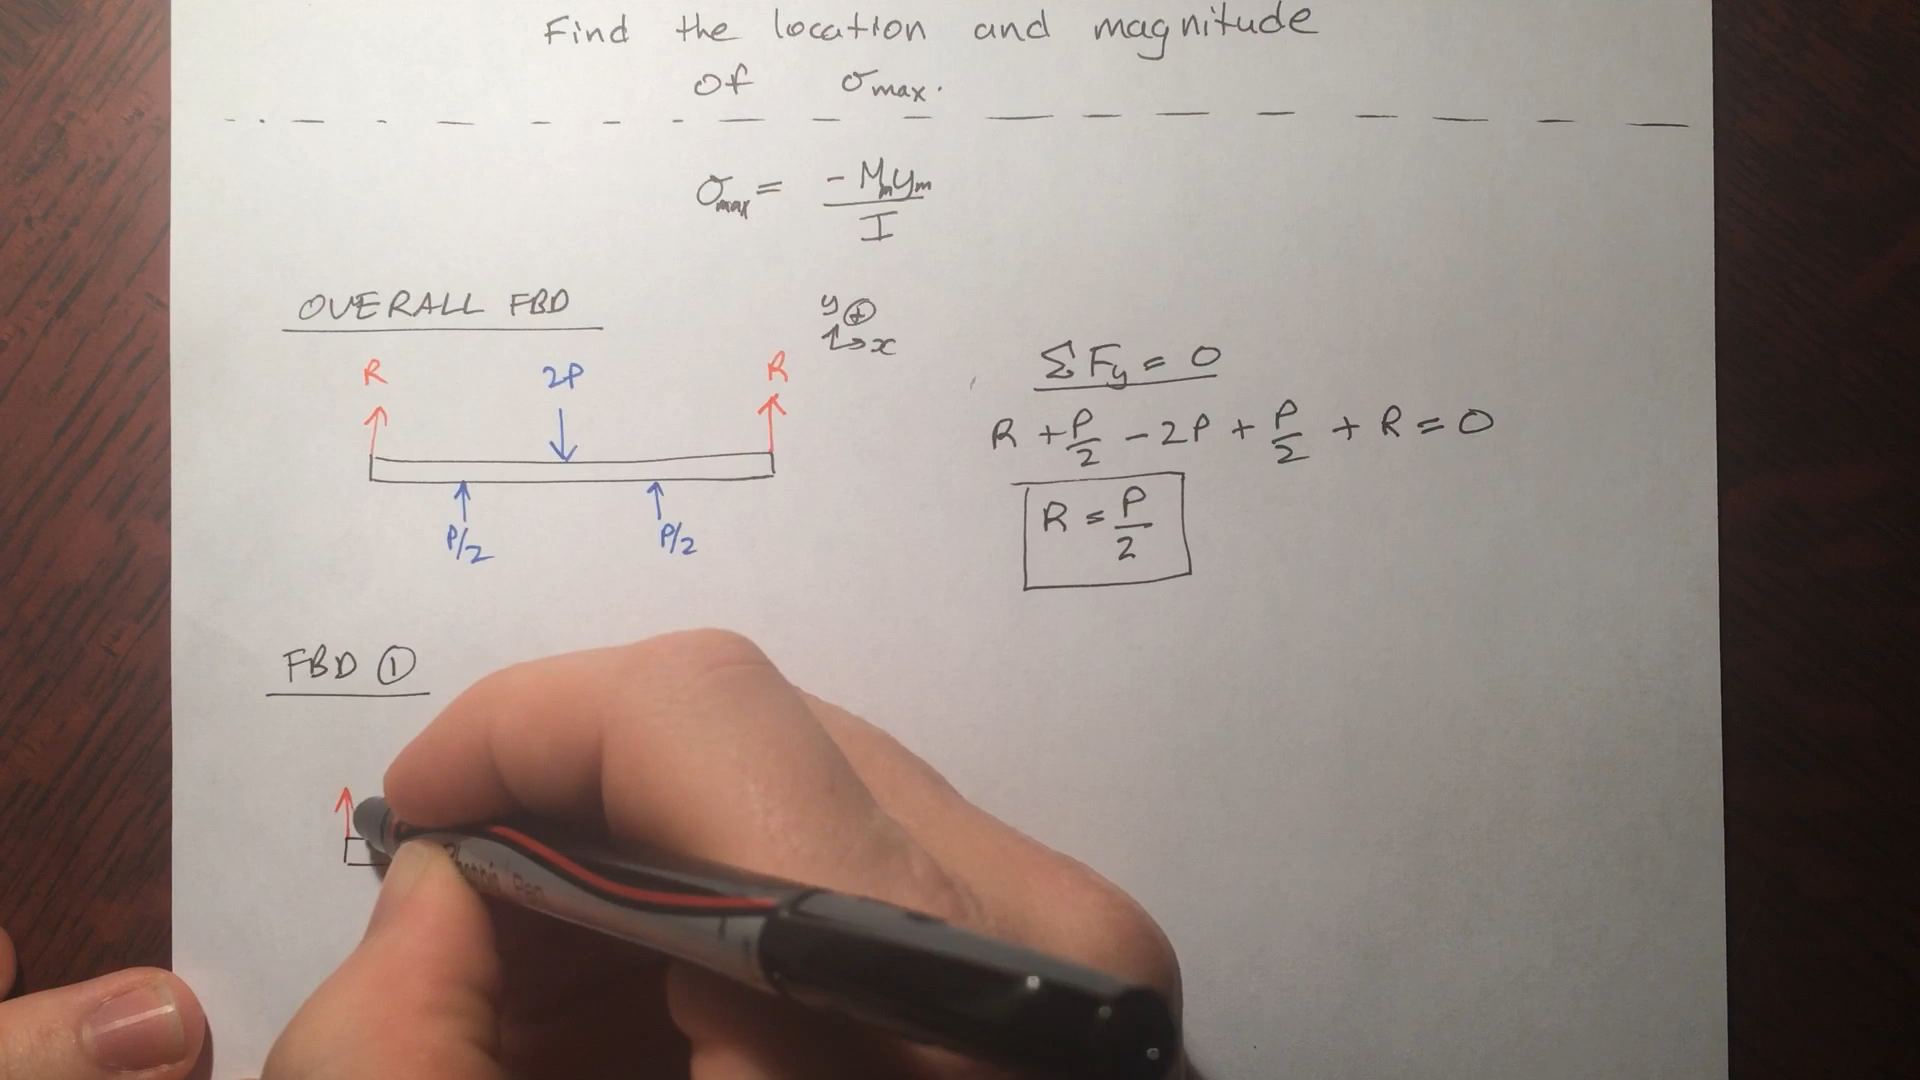 Find the location and magnitude
of σmax.
σmax = -Mmym / I
OVERALL FBD
y ⊕
x
R 2P R
P/2 P/2
ΣFy = 0
R + P/2 - 2P + P/2 + R = 0
R = P/2
FBD ①
Pen